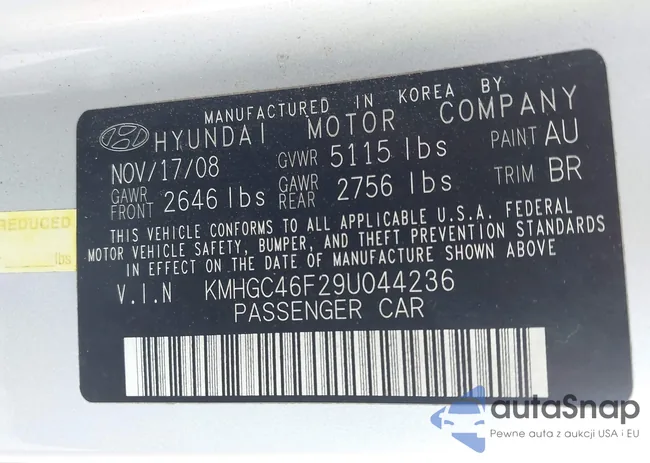 MANUFACTURED IN KOREA BY
HYUNDAI MOTOR COMPANY
NOV/17/08 GVWR 5115 lbs PAINT AU
GAWR FRONT 2646 lbs GAWR REAR 2756 lbs TRIM BR
THIS VEHICLE CONFORMS TO ALL APPLICABLE U.S.A. FEDERAL
MOTOR VEHICLE SAFETY, BUMPER, AND THEFT PREVENTION STANDARDS
IN EFFECT ON THE DATE OF MANUFACTURE SHOWN ABOVE
V.I.N KMHGC46F29U044236
PASSENGER CAR
REDUCED
lbs
autaSnap
Pewne auta z aukcji USA i EU